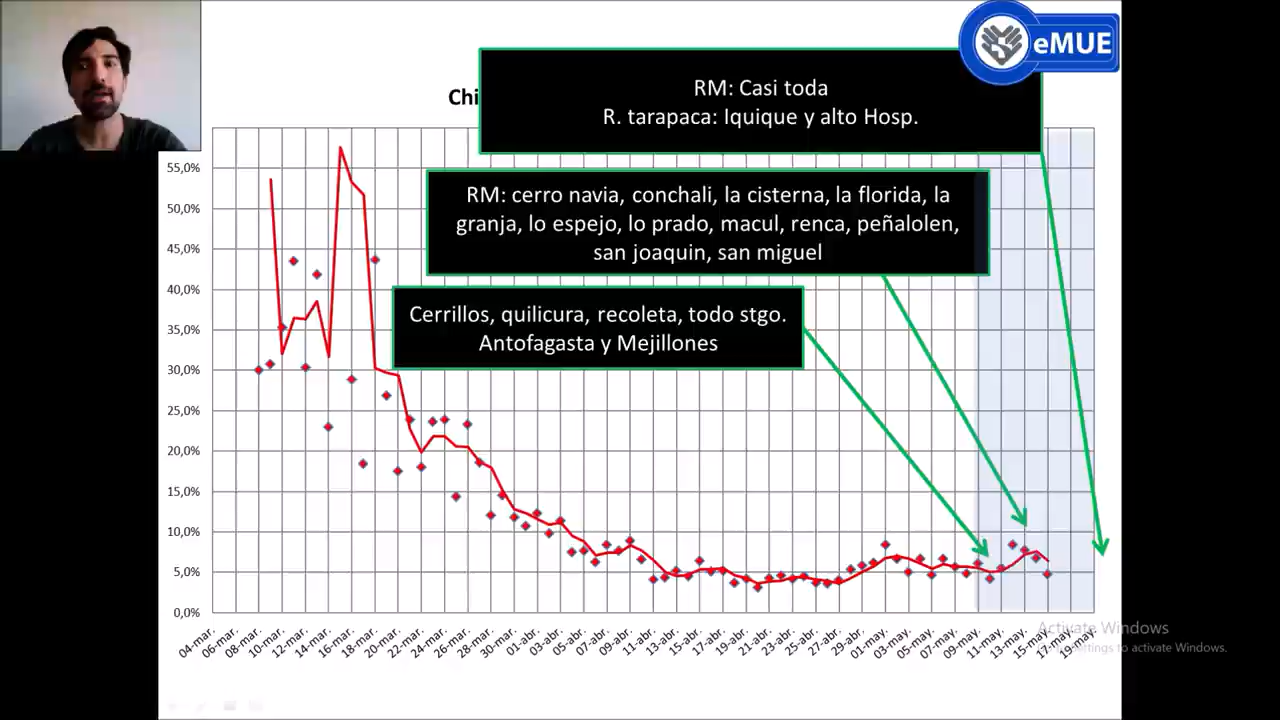 eMUE
Chi
RM: Casi toda
R. tarapaca: Iquique y alto Hosp.
RM: cerro navia, conchali, la cisterna, la florida, la
granja, lo espejo, lo prado, macul, renca, peñalolen,
san joaquin, san miguel
Cerrillos, quilicura, recoleta, todo stgo.
Antofagasta y Mejillones
55,0%
50,0%
45,0%
40,0%
35,0%
30,0%
25,0%
20,0%
15,0%
10,0%
5,0%
0,0%
04-mar.
06-mar.
08-mar.
10-mar.
12-mar.
14-mar.
16-mar.
18-mar.
20-mar.
22-mar.
24-mar.
26-mar.
28-mar.
30-mar.
01-abr.
03-abr.
05-abr.
07-abr.
09-abr.
11-abr.
13-abr.
15-abr.
17-abr.
19-abr.
21-abr.
23-abr.
25-abr.
27-abr.
29-abr.
01-may.
03-may.
05-may.
07-may.
09-may.
11-may.
13-may.
15-may.
17-may.
19-may.
Activate Windows
to activate Windows.